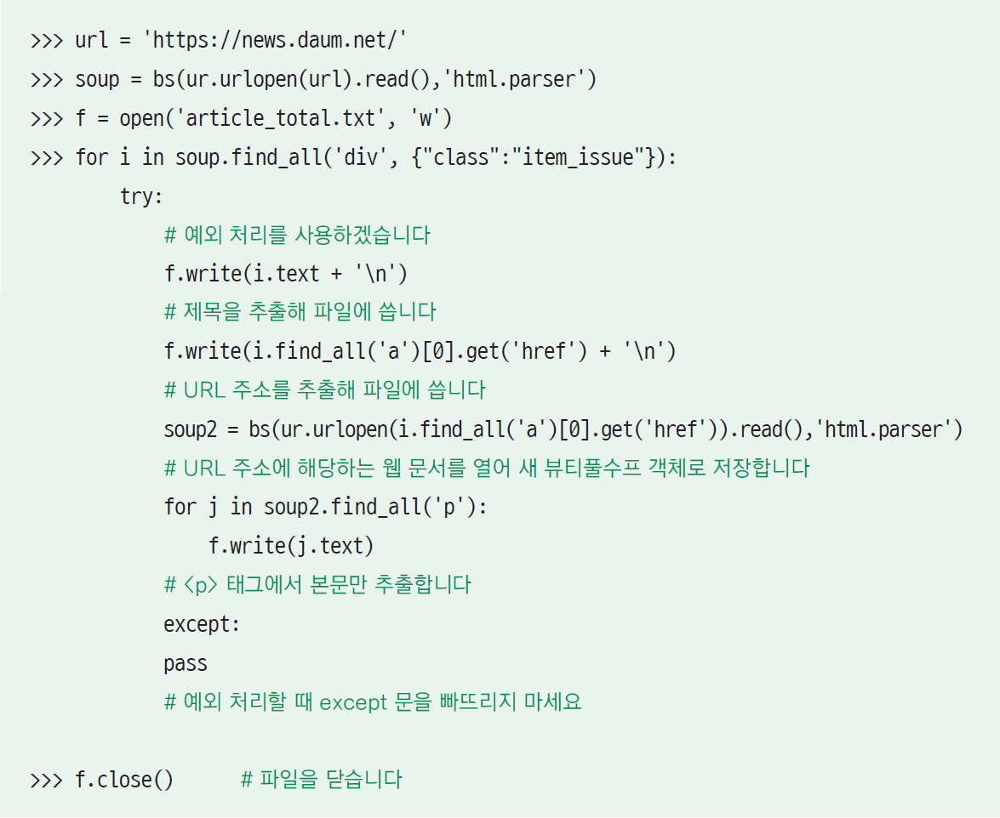 >>> url = 'https://news.daum.net/'
>>> soup = bs(ur.urlopen(url).read(),'html.parser')
>>> f = open('article_total.txt', 'w')
>>> for i in soup.find_all('div', {"class":"item_issue"}):
        try:
            # 예외 처리를 사용하겠습니다
            f.write(i.text + '\n')
            # 제목을 추출해 파일에 씁니다
            f.write(i.find_all('a')[0].get('href') + '\n')
            # URL 주소를 추출해 파일에 씁니다
            soup2 = bs(ur.urlopen(i.find_all('a')[0].get('href')).read(),'html.parser')
            # URL 주소에 해당하는 웹 문서를 열어 새 뷰티풀수프 객체로 저장합니다
            for j in soup2.find_all('p'):
                f.write(j.text)
            # <p> 태그에서 본문만 추출합니다
            except:
            pass
            # 예외 처리할 때 except 문을 빠뜨리지 마세요
>>> f.close()      # 파일을 닫습니다